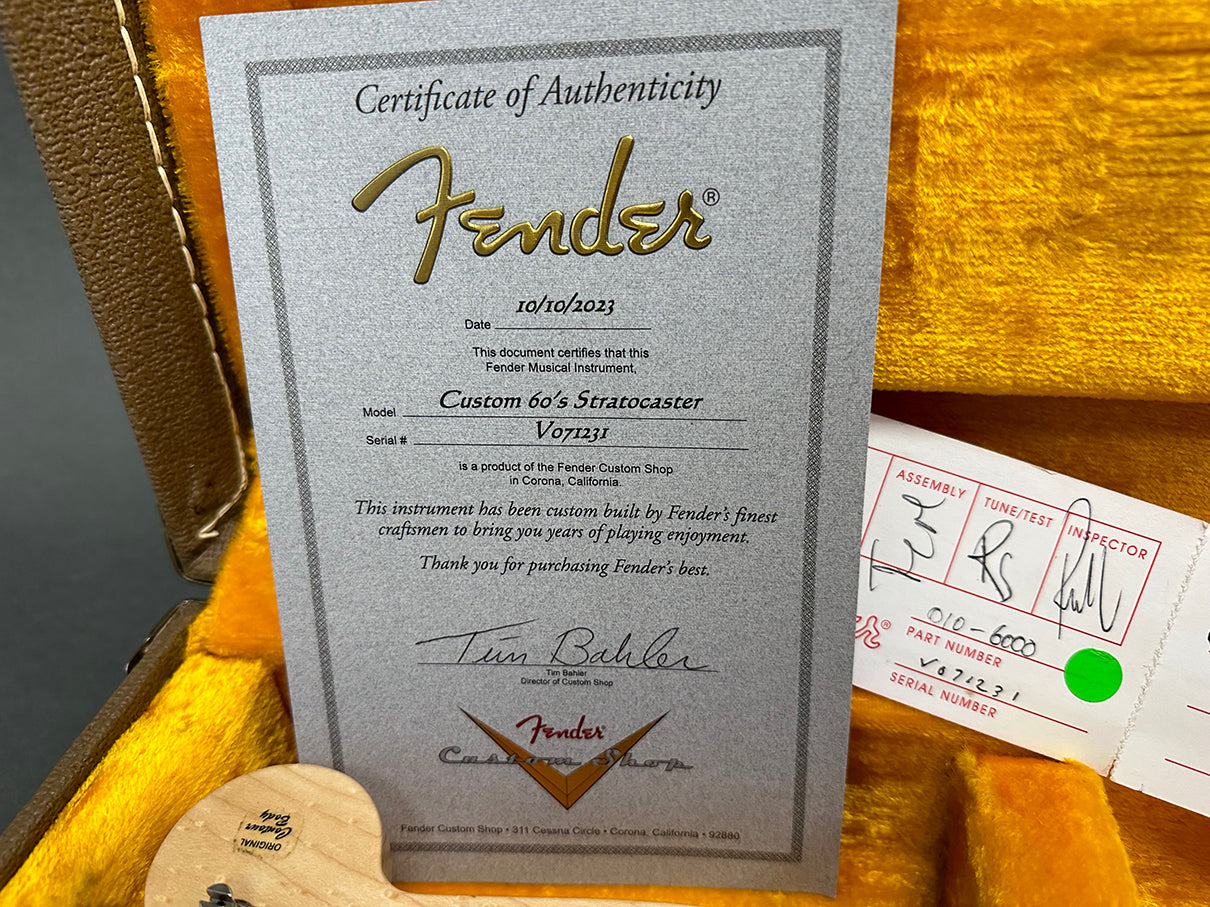 Certificate of Authenticity
Fender®
10/10/2023
Date
This document certifies that this
Fender Musical Instrument,
Model Custom 60's Stratocaster
Serial # V071231
is a product of the Fender Custom Shop
in Corona, California.
This instrument has been custom built by Fender's finest
craftsmen to bring you years of playing enjoyment.
Thank you for purchasing Fender's best.
Tim Bahler
Tim Bahler
Director of Custom Shop
Fender®
Custom Shop
Fender Custom Shop • 311 Cessna Circle • Corona, California • 92880
ORIGINAL
Contour
Body
ASSEMBLY
TUNE/TEST
INSPECTOR
010-6000
PART NUMBER
V071231
SERIAL NUMBER